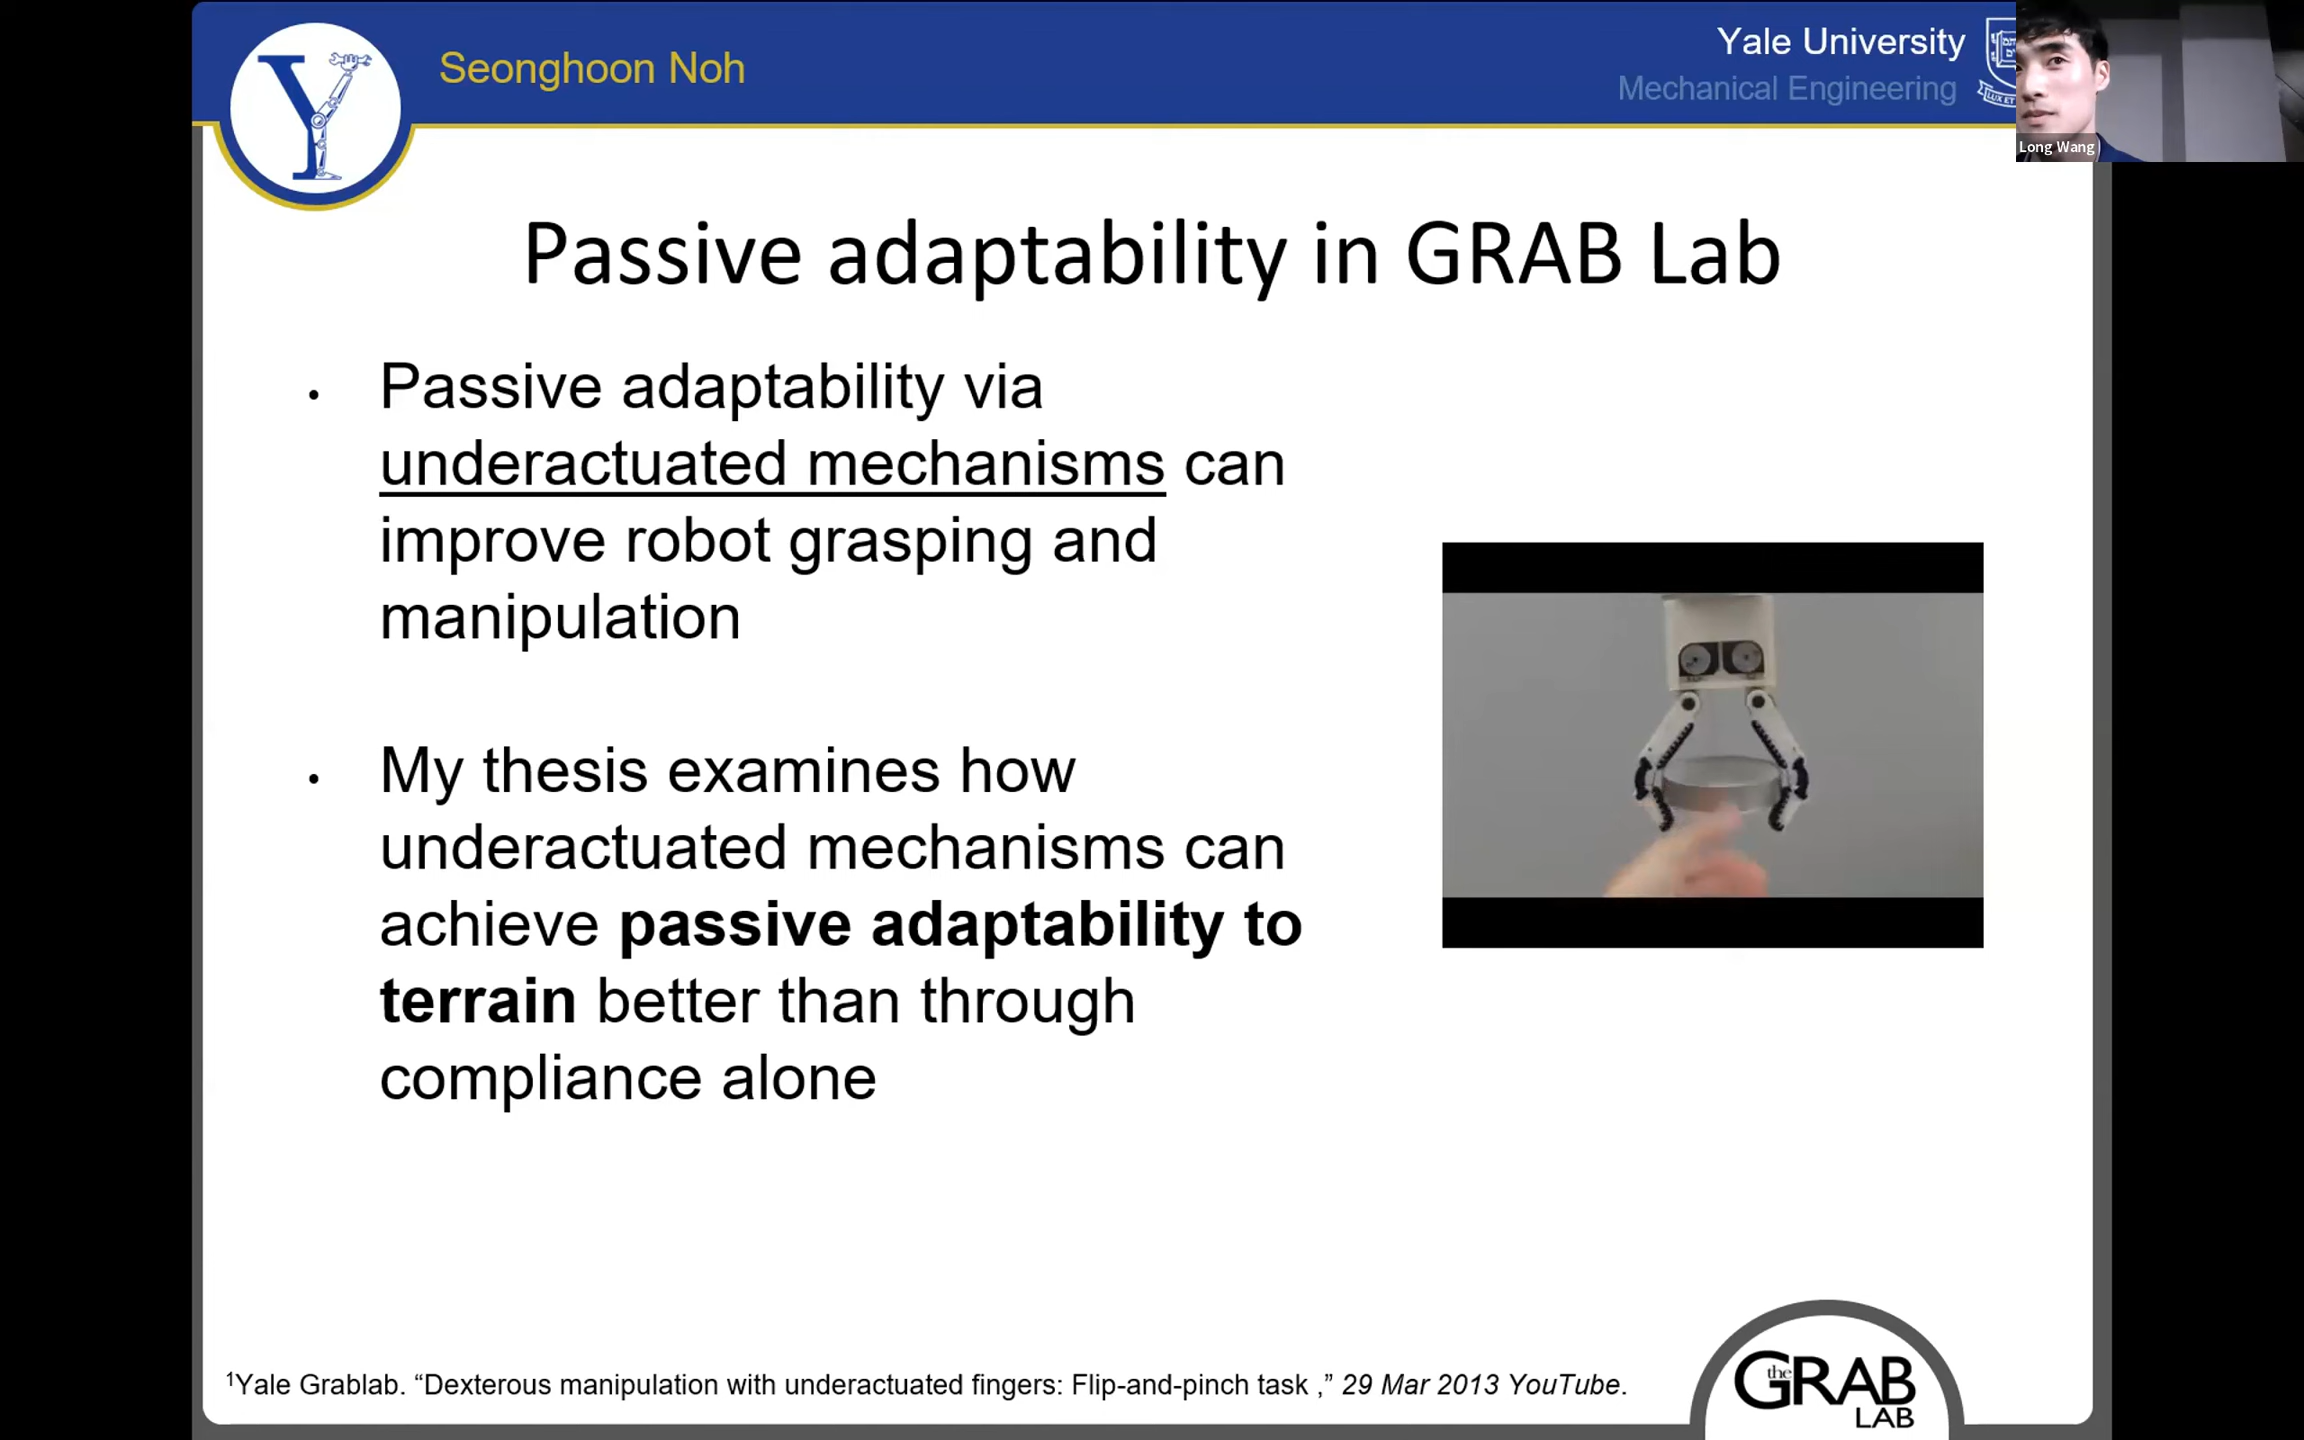 Seonghoon Noh
Yale University
Mechanical Engineering
Long Wang
Passive adaptability in GRAB Lab
• Passive adaptability via
underactuated mechanisms can
improve robot grasping and
manipulation
• My thesis examines how
underactuated mechanisms can
achieve passive adaptability to
terrain better than through
compliance alone
¹Yale Grablab. “Dexterous manipulation with underactuated fingers: Flip-and-pinch task ,” 29 Mar 2013 YouTube.
the GRAB
LAB